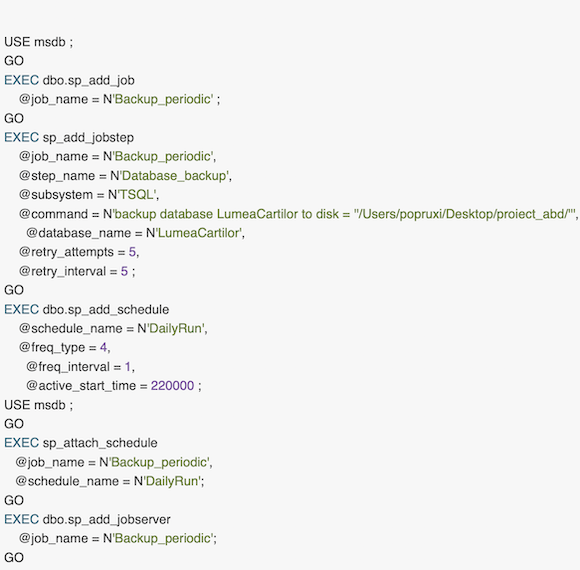 USE msdb ;
GO
EXEC dbo.sp_add_job
@job_name = N'Backup_periodic' ;
GO
EXEC sp_add_jobstep
@job_name = N'Backup_periodic',
@step_name = N'Database_backup',
@subsystem = N'TSQL',
@command = N'backup database LumeaCartilor to disk = ''/Users/popruxi/Desktop/proiect_abd/''',
@database_name = N'LumeaCartilor',
@retry_attempts = 5,
@retry_interval = 5 ;
GO
EXEC dbo.sp_add_schedule
@schedule_name = N'DailyRun',
@freq_type = 4,
@freq_interval = 1,
@active_start_time = 220000 ;
USE msdb ;
GO
EXEC sp_attach_schedule
@job_name = N'Backup_periodic',
@schedule_name = N'DailyRun';
GO
EXEC dbo.sp_add_jobserver
@job_name = N'Backup_periodic';
GO